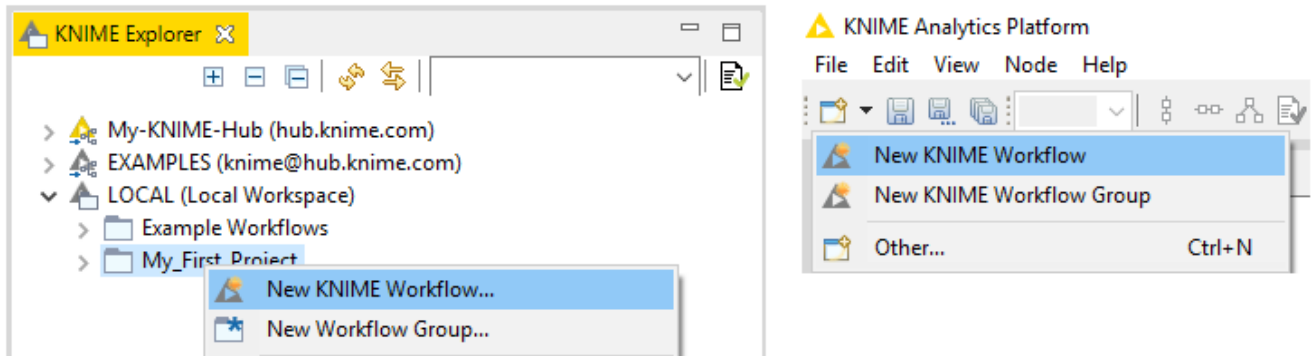 KNIME Explorer
My-KNIME-Hub (hub.knime.com)
EXAMPLES (knime@hub.knime.com)
LOCAL (Local Workspace)
Example Workflows
My_First_Project
New KNIME Workflow...
New Workflow Group...
KNIME Analytics Platform
File Edit View Node Help
New KNIME Workflow
New KNIME Workflow Group
Other... Ctrl+N